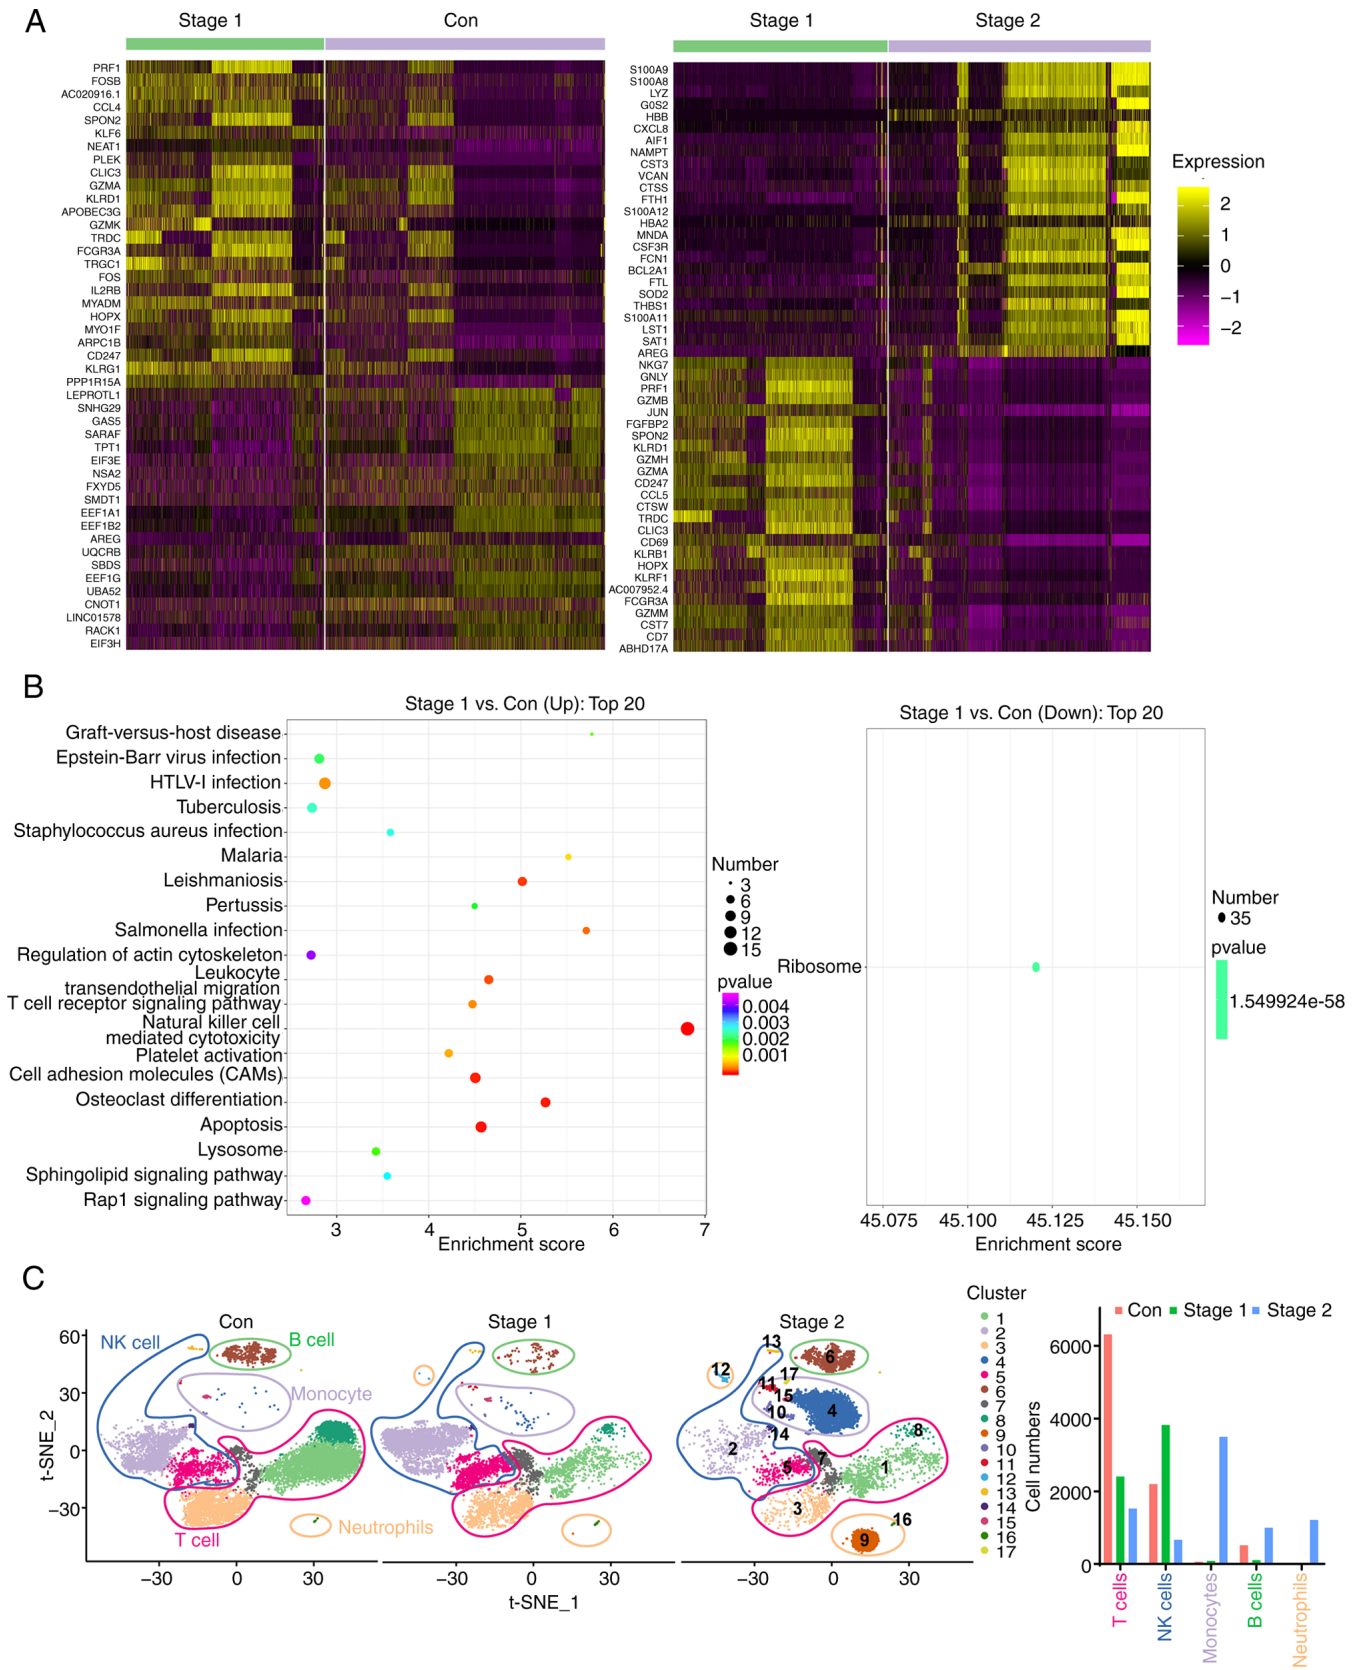 A
Stage 1
Con
PRF1
FOSB
AC020916.1
CCL4
SPON2
KLF6
NEAT1
PLEK
CLIC3
GZMA
KLRD1
APOBEC3G
GZMK
TRDC
FCGR3A
TRGC1
FOS
IL2RB
MYADM
HOPX
MYO1F
ARPC1B
CD247
KLRG1
PPP1R15A
LEPROTL1
SNHG29
GAS5
SARAF
TPT1
EIF3E
NSA2
FXYD5
SMDT1
EEF1A1
EEF1B2
AREG
UQCRB
SBDS
EEF1G
UBA52
CNOT1
LINC01578
RACK1
EIF3H
Stage 1
Stage 2
S100A9
S100A8
LYZ
G0S2
HBB
CXCL8
AIF1
NAMPT
CST3
VCAN
CTSS
FTH1
S100A12
HBA2
MNDA
CSF3R
FCN1
BCL2A1
FTL
SOD2
THBS1
S100A11
LST1
SAT1
AREG
NKG7
GNLY
PRF1
GZMB
JUN
FGFBP2
SPON2
KLRD1
GZMH
GZMA
CD247
CCL5
CTSW
TRDC
CLIC3
CD69
KLRB1
HOPX
KLRF1
AC007952.4
FCGR3A
GZMM
CST7
CD7
ABHD17A
Expression
2
1
0
−1
−2
B
Stage 1 vs. Con (Up): Top 20
Graft-versus-host disease
Epstein-Barr virus infection
HTLV-I infection
Tuberculosis
Staphylococcus aureus infection
Malaria
Leishmaniosis
Pertussis
Salmonella infection
Regulation of actin cytoskeleton
Leukocyte
transendothelial migration
T cell receptor signaling pathway
Natural killer cell
mediated cytotoxicity
Platelet activation
Cell adhesion molecules (CAMs)
Osteoclast differentiation
Apoptosis
Lysosome
Sphingolipid signaling pathway
Rap1 signaling pathway
3 4 5 6 7
Enrichment score
Number
3
6
9
12
15
pvalue
0.004
0.003
0.002
0.001
Stage 1 vs. Con (Down): Top 20
Ribosome
45.075 45.100 45.125 45.150
Enrichment score
Number
35
pvalue
1.549924e-58
C
Con
Stage 1
Stage 2
t-SNE_2
60
30
0
−30
NK cell
B cell
Monocyte
T cell
Neutrophils
13
6
12
17
11
15
4
10
14
8
2
7
5
1
3
16
9
−30 0 30
−30 0 30
−30 0 30
t-SNE_1
Cluster
1
2
3
4
5
6
7
8
9
10
11
12
13
14
15
16
17
Con Stage 1 Stage 2
Cell numbers
6000
4000
2000
0
T cells
NK cells
Monocytes
B cells
Neutrophils